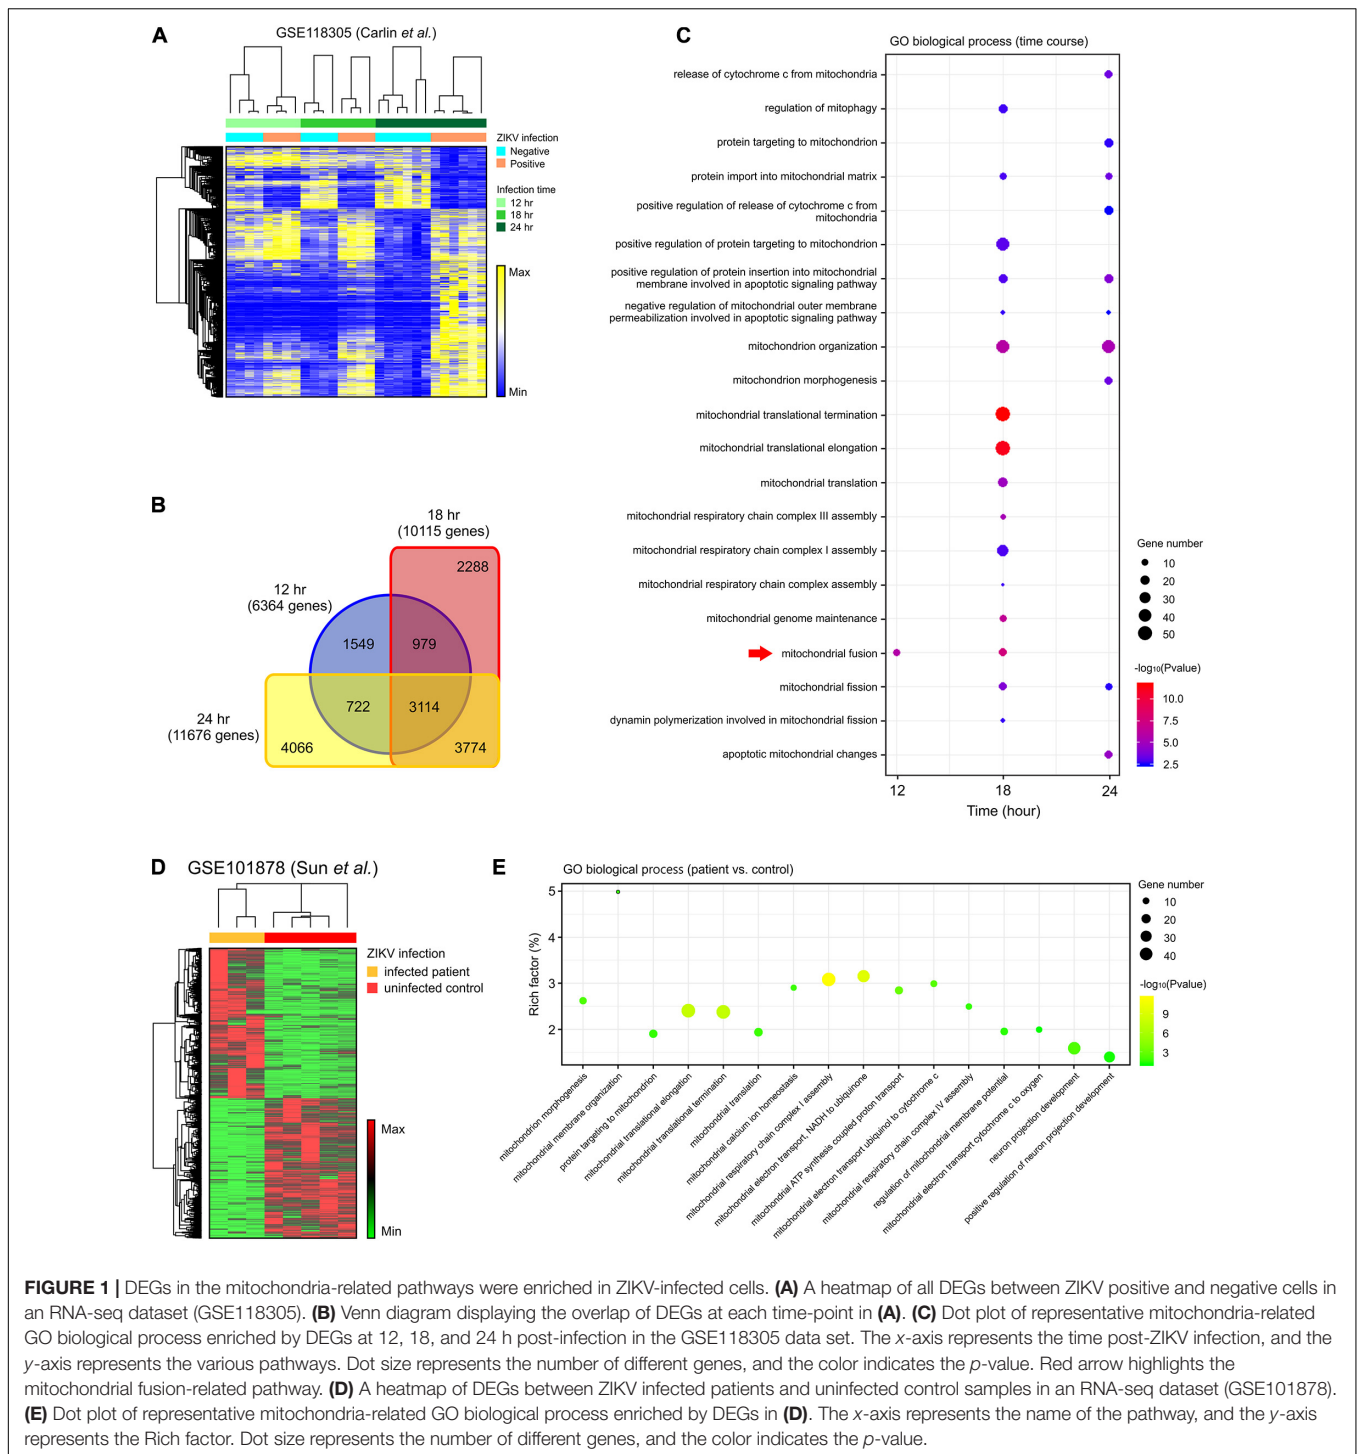 A
GSE118305 (Carlin et al.)
ZIKV infection
Negative
Positive
Infection time
12 hr
18 hr
24 hr
Max
Min
B
18 hr
(10115 genes)
2288
12 hr
(6364 genes)
1549
979
722
3114
24 hr
(11676 genes)
4066
3774
C
GO biological process (time course)
release of cytochrome c from mitochondria
regulation of mitophagy
protein targeting to mitochondrion
protein import into mitochondrial matrix
positive regulation of release of cytochrome c from
mitochondria
positive regulation of protein targeting to mitochondrion
positive regulation of protein insertion into mitochondrial
membrane involved in apoptotic signaling pathway
negative regulation of mitochondrial outer membrane
permeabilization involved in apoptotic signaling pathway
mitochondrion organization
mitochondrion morphogenesis
mitochondrial translational termination
mitochondrial translational elongation
mitochondrial translation
mitochondrial respiratory chain complex III assembly
mitochondrial respiratory chain complex I assembly
mitochondrial respiratory chain complex assembly
mitochondrial genome maintenance
mitochondrial fusion
mitochondrial fission
dynamin polymerization involved in mitochondrial fission
apoptotic mitochondrial changes
12
18
24
Time (hour)
Gene number
10
20
30
40
50
-log₁₀(Pvalue)
10.0
7.5
5.0
2.5
D
GSE101878 (Sun et al.)
ZIKV infection
infected patient
uninfected control
Max
Min
E
GO biological process (patient vs. control)
Rich factor (%)
5
4
3
2
mitochondrion morphogenesis
mitochondrial membrane organization
protein targeting to mitochondrion
mitochondrial translational elongation
mitochondrial translational termination
mitochondrial translation
mitochondrial calcium ion homeostasis
mitochondrial respiratory chain complex I assembly
mitochondrial electron transport, NADH to ubiquinone
mitochondrial ATP synthesis coupled proton transport
mitochondrial electron transport ubiquinol to cytochrome c
mitochondrial respiratory chain complex IV assembly
regulation of mitochondrial membrane potential
mitochondrial electron transport cytochrome c to oxygen
neuron projection development
positive regulation of neuron projection development
Gene number
10
20
30
40
-log₁₀(Pvalue)
9
6
3
FIGURE 1 | DEGs in the mitochondria-related pathways were enriched in ZIKV-infected cells. (A) A heatmap of all DEGs between ZIKV positive and negative cells in
an RNA-seq dataset (GSE118305). (B) Venn diagram displaying the overlap of DEGs at each time-point in (A). (C) Dot plot of representative mitochondria-related
GO biological process enriched by DEGs at 12, 18, and 24 h post-infection in the GSE118305 data set. The x-axis represents the time post-ZIKV infection, and the
y-axis represents the various pathways. Dot size represents the number of different genes, and the color indicates the p-value. Red arrow highlights the
mitochondrial fusion-related pathway. (D) A heatmap of DEGs between ZIKV infected patients and uninfected control samples in an RNA-seq dataset (GSE101878).
(E) Dot plot of representative mitochondria-related GO biological process enriched by DEGs in (D). The x-axis represents the name of the pathway, and the y-axis
represents the Rich factor. Dot size represents the number of different genes, and the color indicates the p-value.